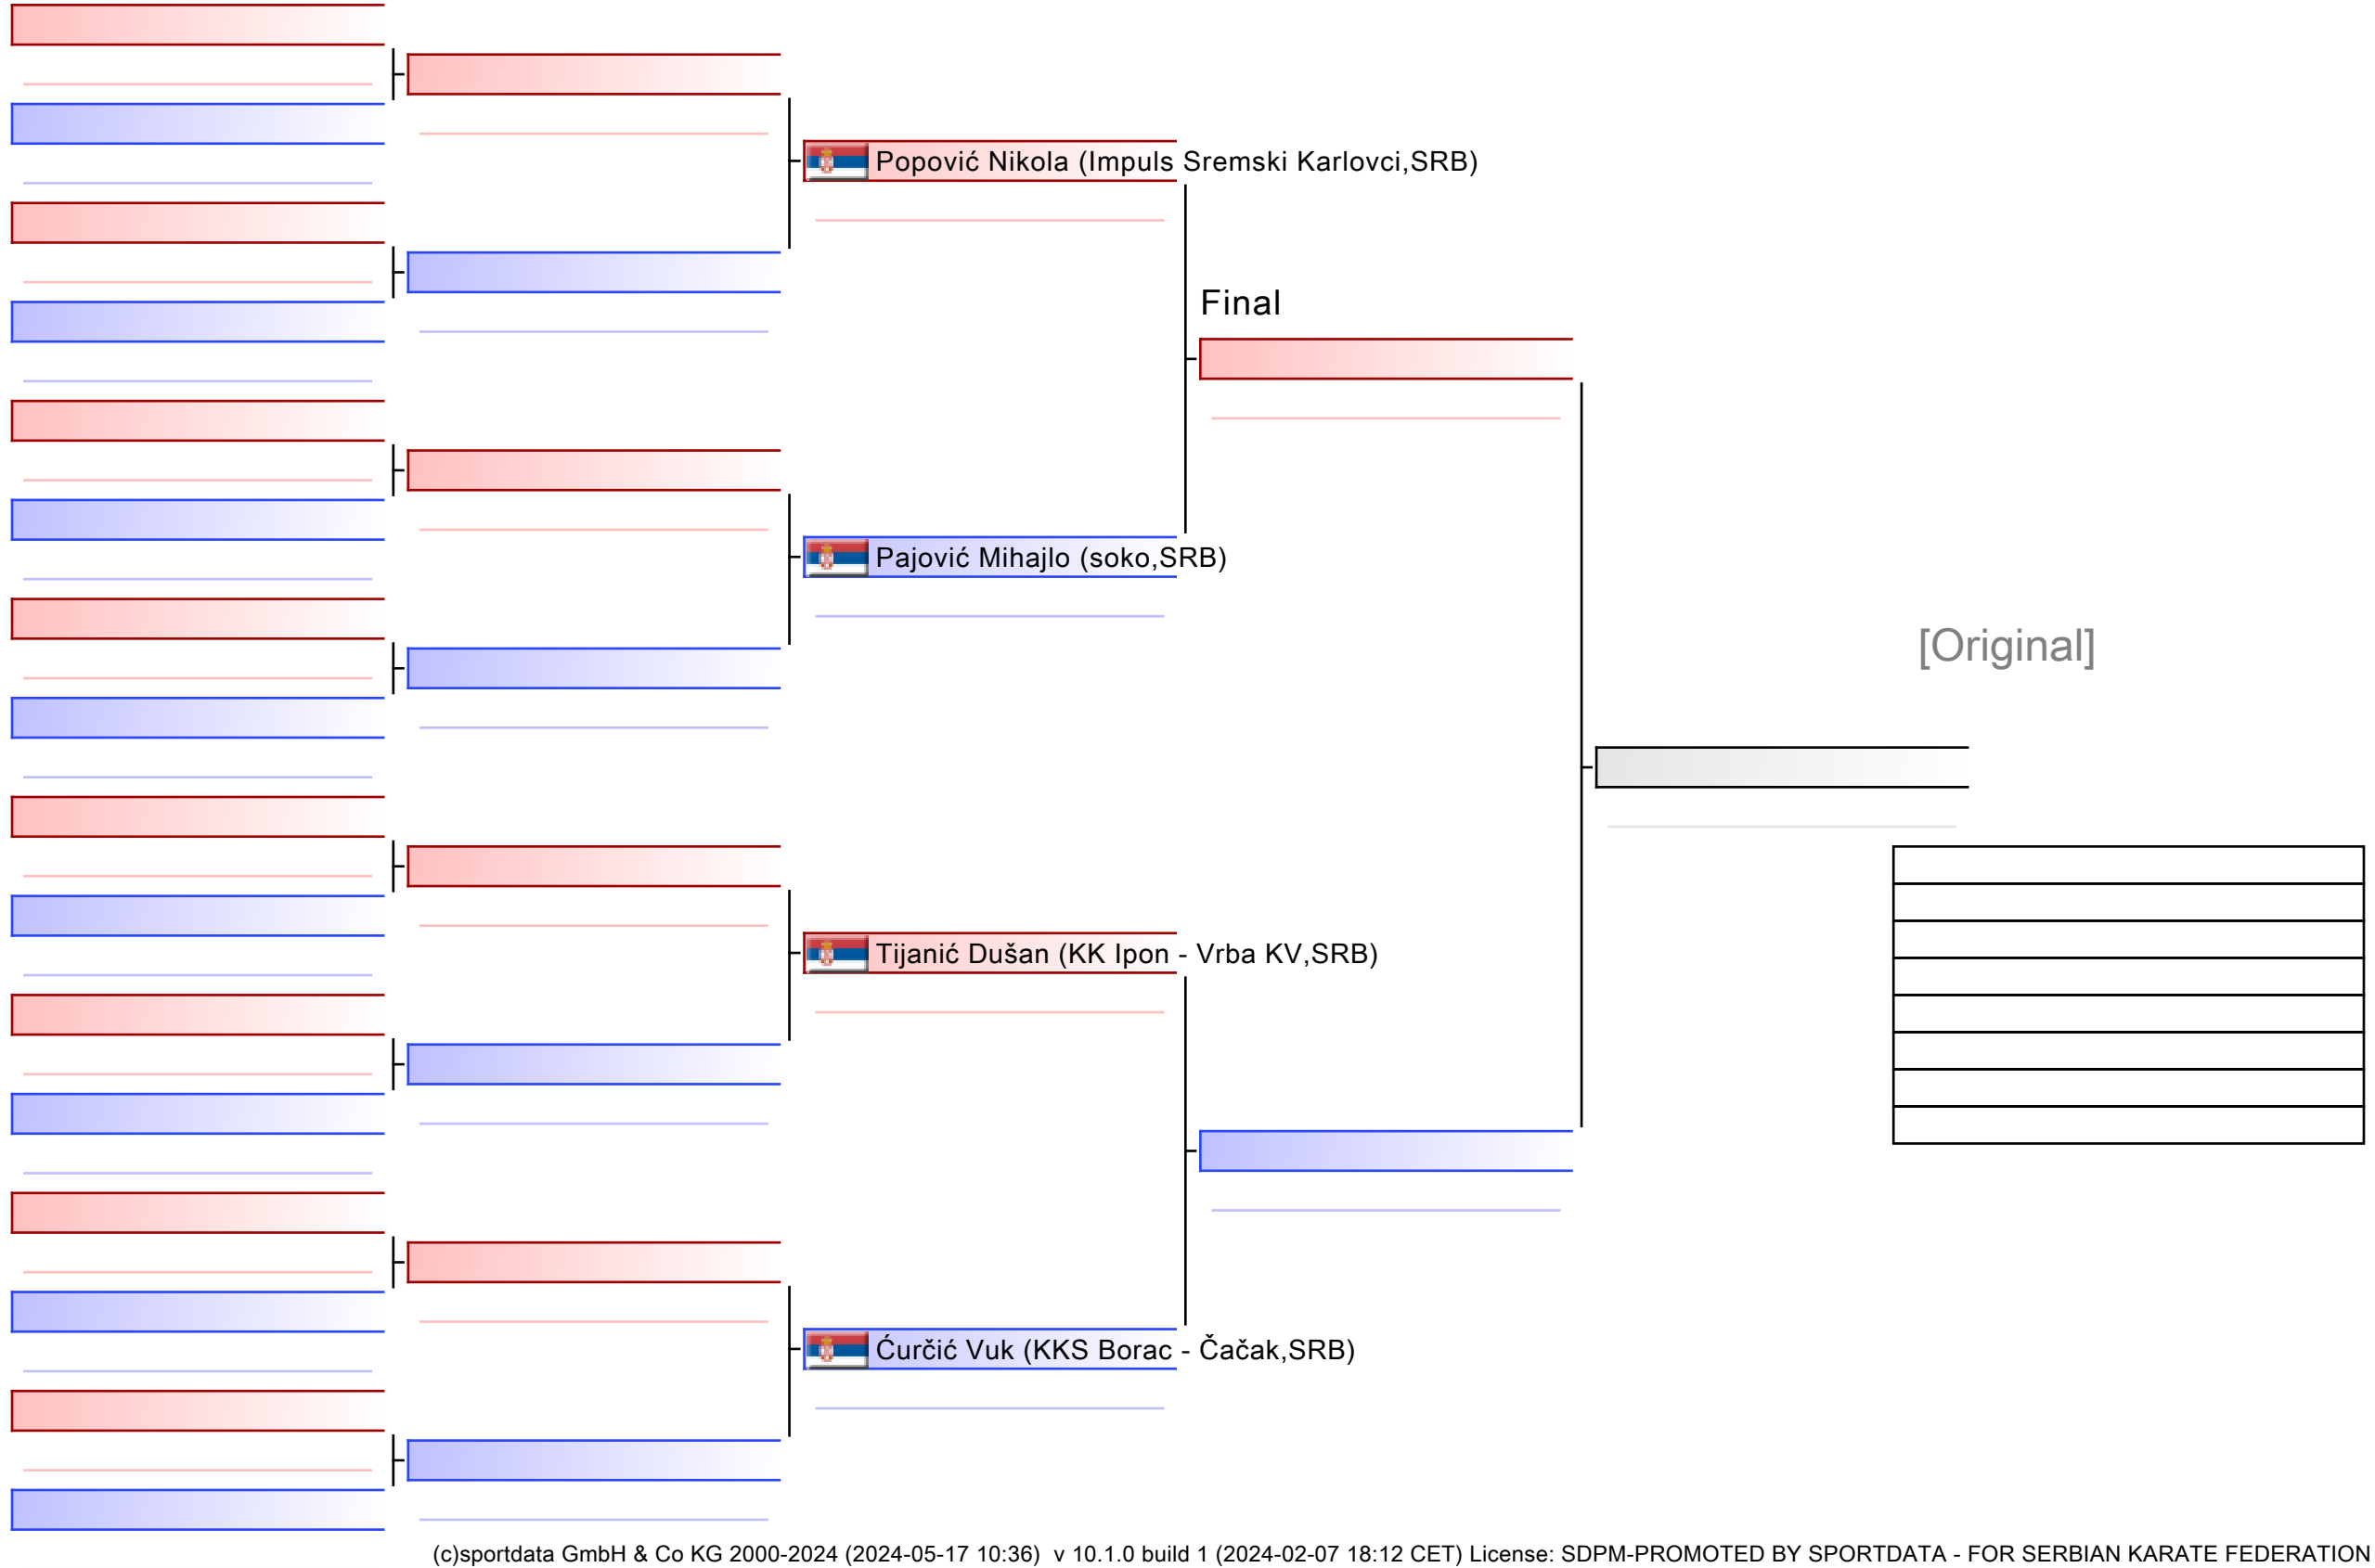 Popović Nikola (Impuls Sremski Karlovci,SRB)
Final
Pajović Mihajlo (soko,SRB)
[Original]
Tijanić Dušan (KK Ipon - Vrba KV,SRB)
Ćurčić Vuk (KKS Borac - Čačak,SRB)
(c)sportdata GmbH & Co KG 2000-2024 (2024-05-17 10:36)  v 10.1.0 build 1 (2024-02-07 18:12 CET) License: SDPM-PROMOTED BY SPORTDATA - FOR SERBIAN KARATE FEDERATION